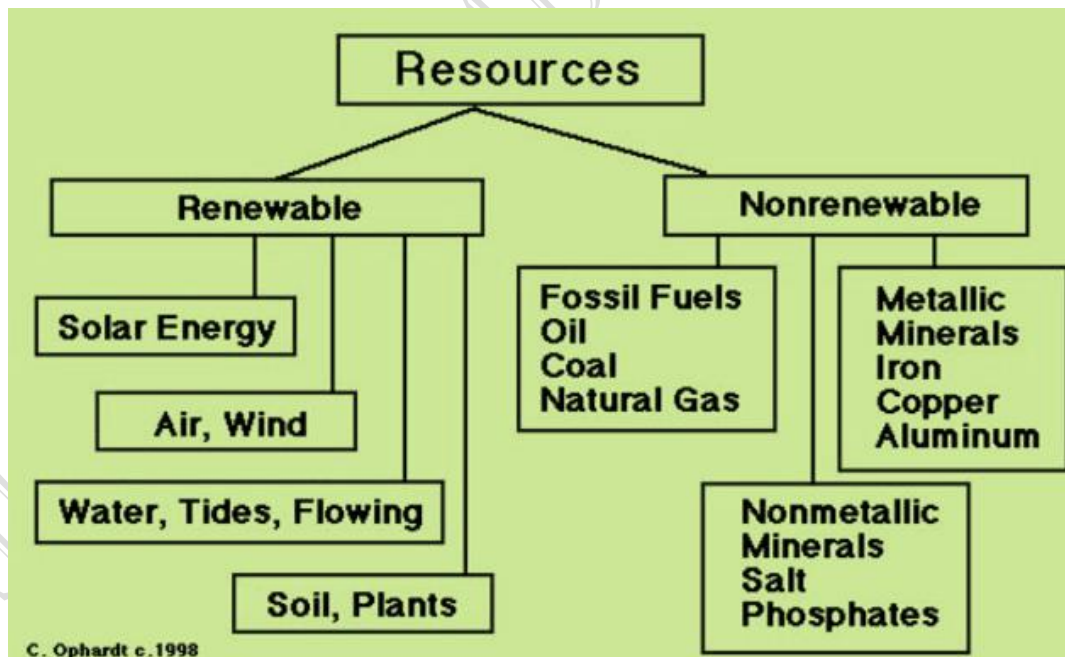 Resources
Renewable
Nonrenewable
Solar Energy
Air, Wind
Water, Tides, Flowing
Soil, Plants
Fossil Fuels
Oil
Coal
Natural Gas
Metallic
Minerals
Iron
Copper
Aluminum
Nonmetallic
Minerals
Salt
Phosphates
C. Ophardt c.1998